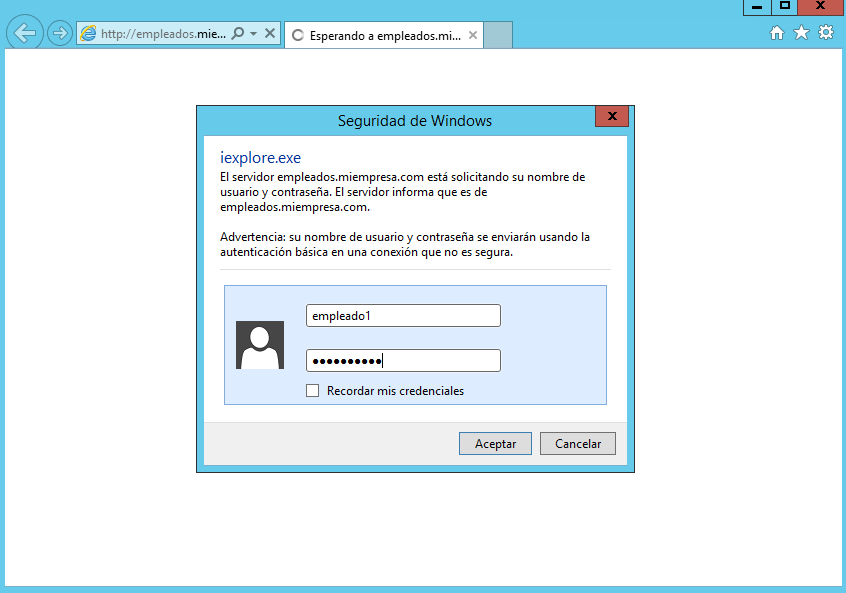 http://empleados.mie...
Esperando a empleados.mi...
Seguridad de Windows
iexplore.exe
El servidor empleados.miempresa.com está solicitando su nombre de
usuario y contraseña. El servidor informa que es de
empleados.miempresa.com.
Advertencia: su nombre de usuario y contraseña se enviarán usando la
autenticación básica en una conexión que no es segura.
empleado1
●●●●●●●●●●
Recordar mis credenciales
Aceptar
Cancelar